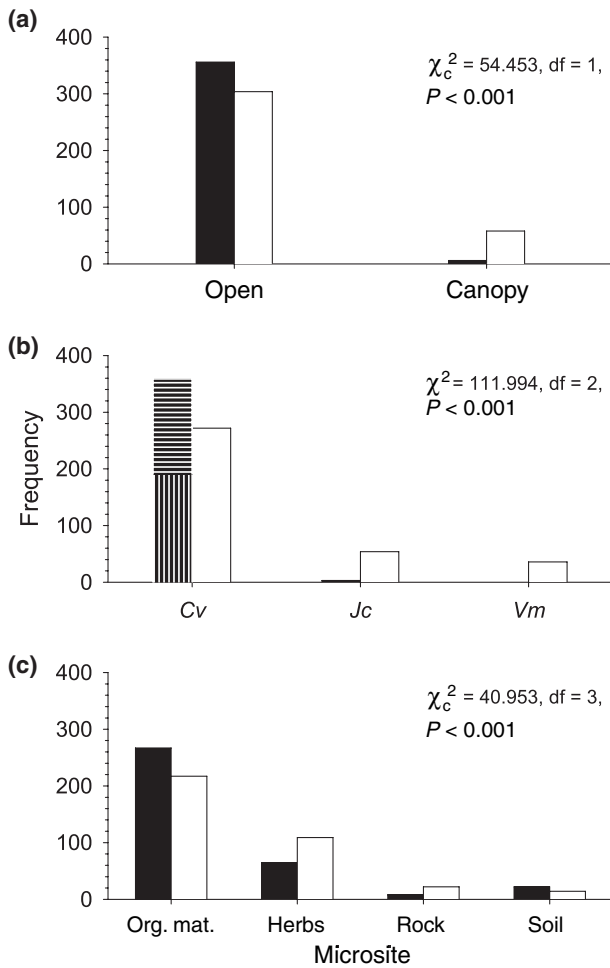 (a)
400
300
200
100
0
χc² = 54.453, df = 1,
P < 0.001
Open Canopy
(b)
400
300
200
100
0
χ² = 111.994, df = 2,
P < 0.001
Frequency
Cv Jc Vm
(c)
400
300
200
100
0
χc² = 40.953, df = 3,
P < 0.001
Org. mat. Herbs Rock Soil
Microsite